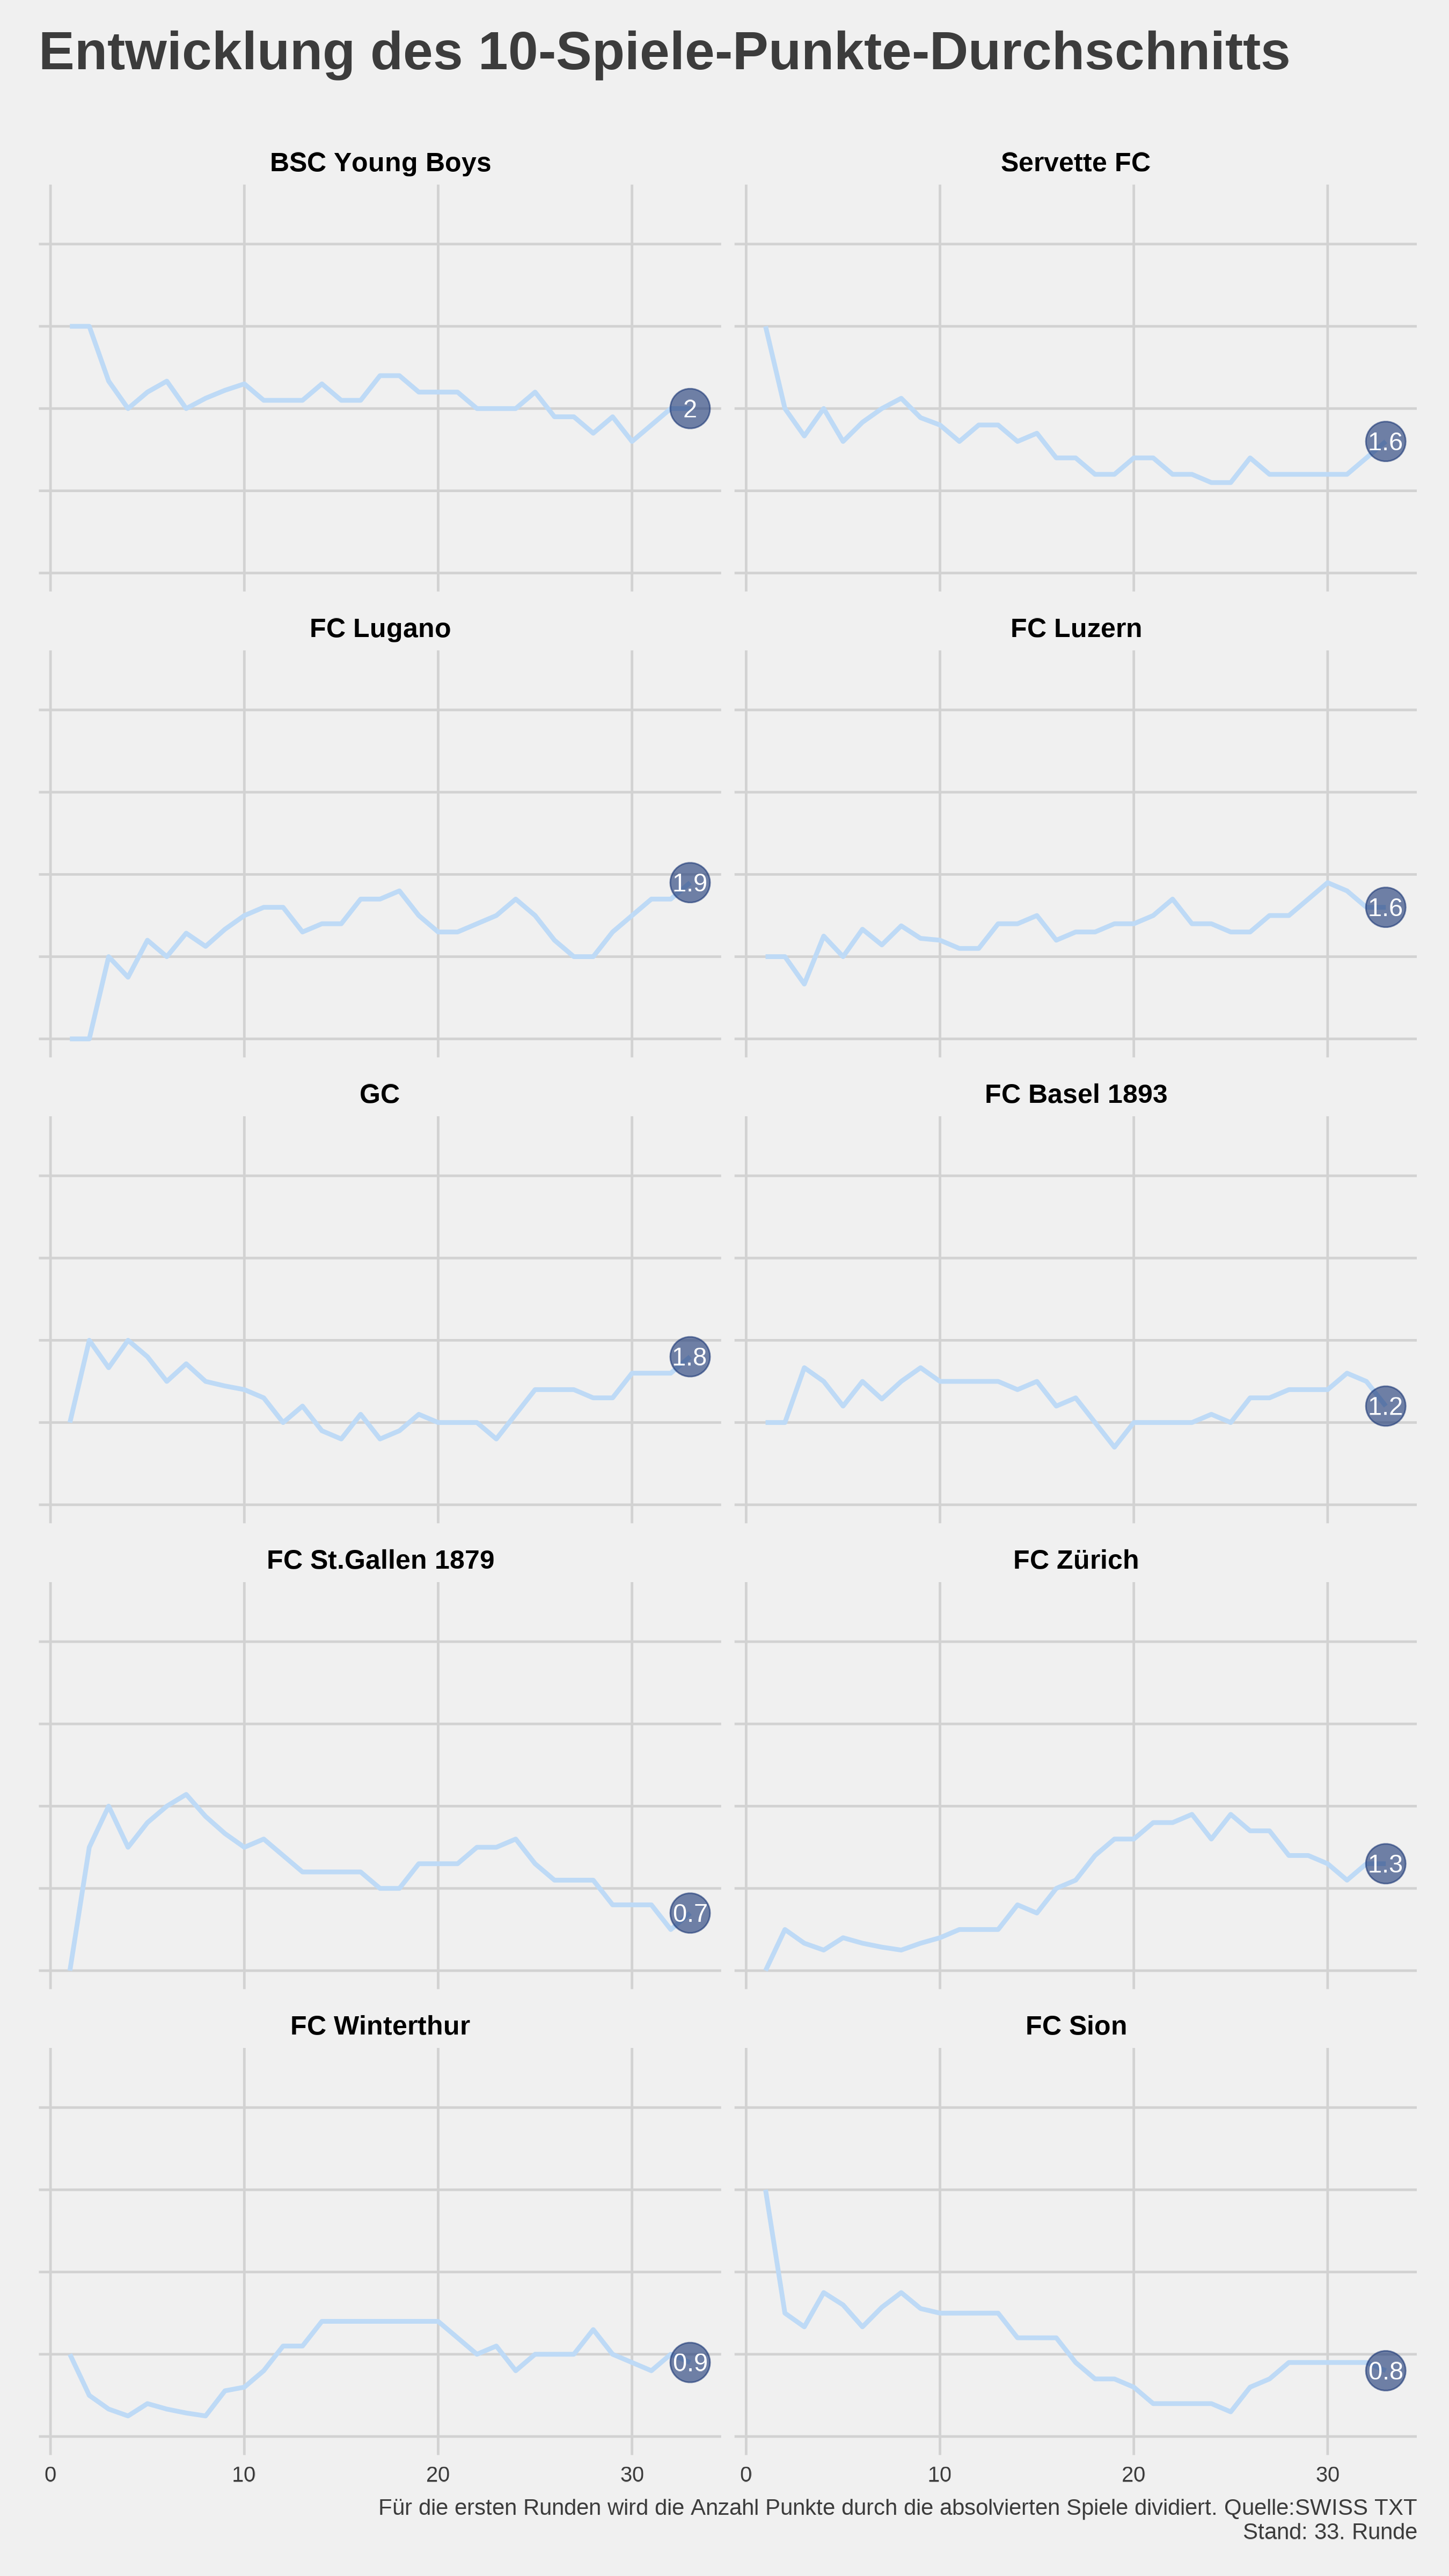 Entwicklung des 10-Spiele-Punkte-Durchschnitts
BSC Young Boys
Servette FC
2
1.6
FC Lugano
FC Luzern
1.9
1.6
GC
FC Basel 1893
1.8
1.2
FC St.Gallen 1879
FC Zürich
0.7
1.3
FC Winterthur
FC Sion
0.9
0.8
0 10 20 30 0 10 20 30
Für die ersten Runden wird die Anzahl Punkte durch die absolvierten Spiele dividiert. Quelle:SWISS TXT
Stand: 33. Runde